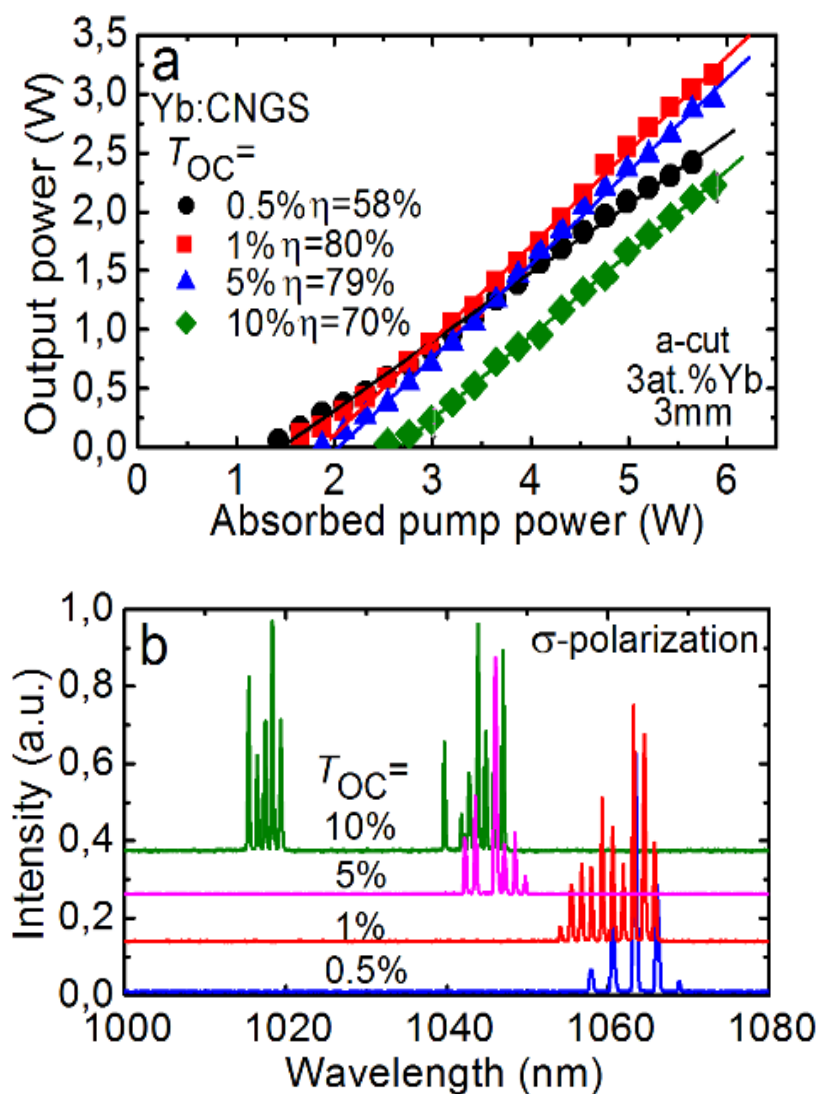 3,5
3,0
2,5
2,0
1,5
1,0
0,5
0,0
Output power (W)
a
Yb:CNGS
TOC=
0.5% η=58%
1% η=80%
5% η=79%
10% η=70%
a-cut
3at.%Yb
3mm
0 1 2 3 4 5 6
Absorbed pump power (W)
1,0
0,8
0,6
0,4
0,2
0,0
Intensity (a.u.)
b
σ-polarization
TOC=
10%
5%
1%
0.5%
1000 1020 1040 1060 1080
Wavelength (nm)